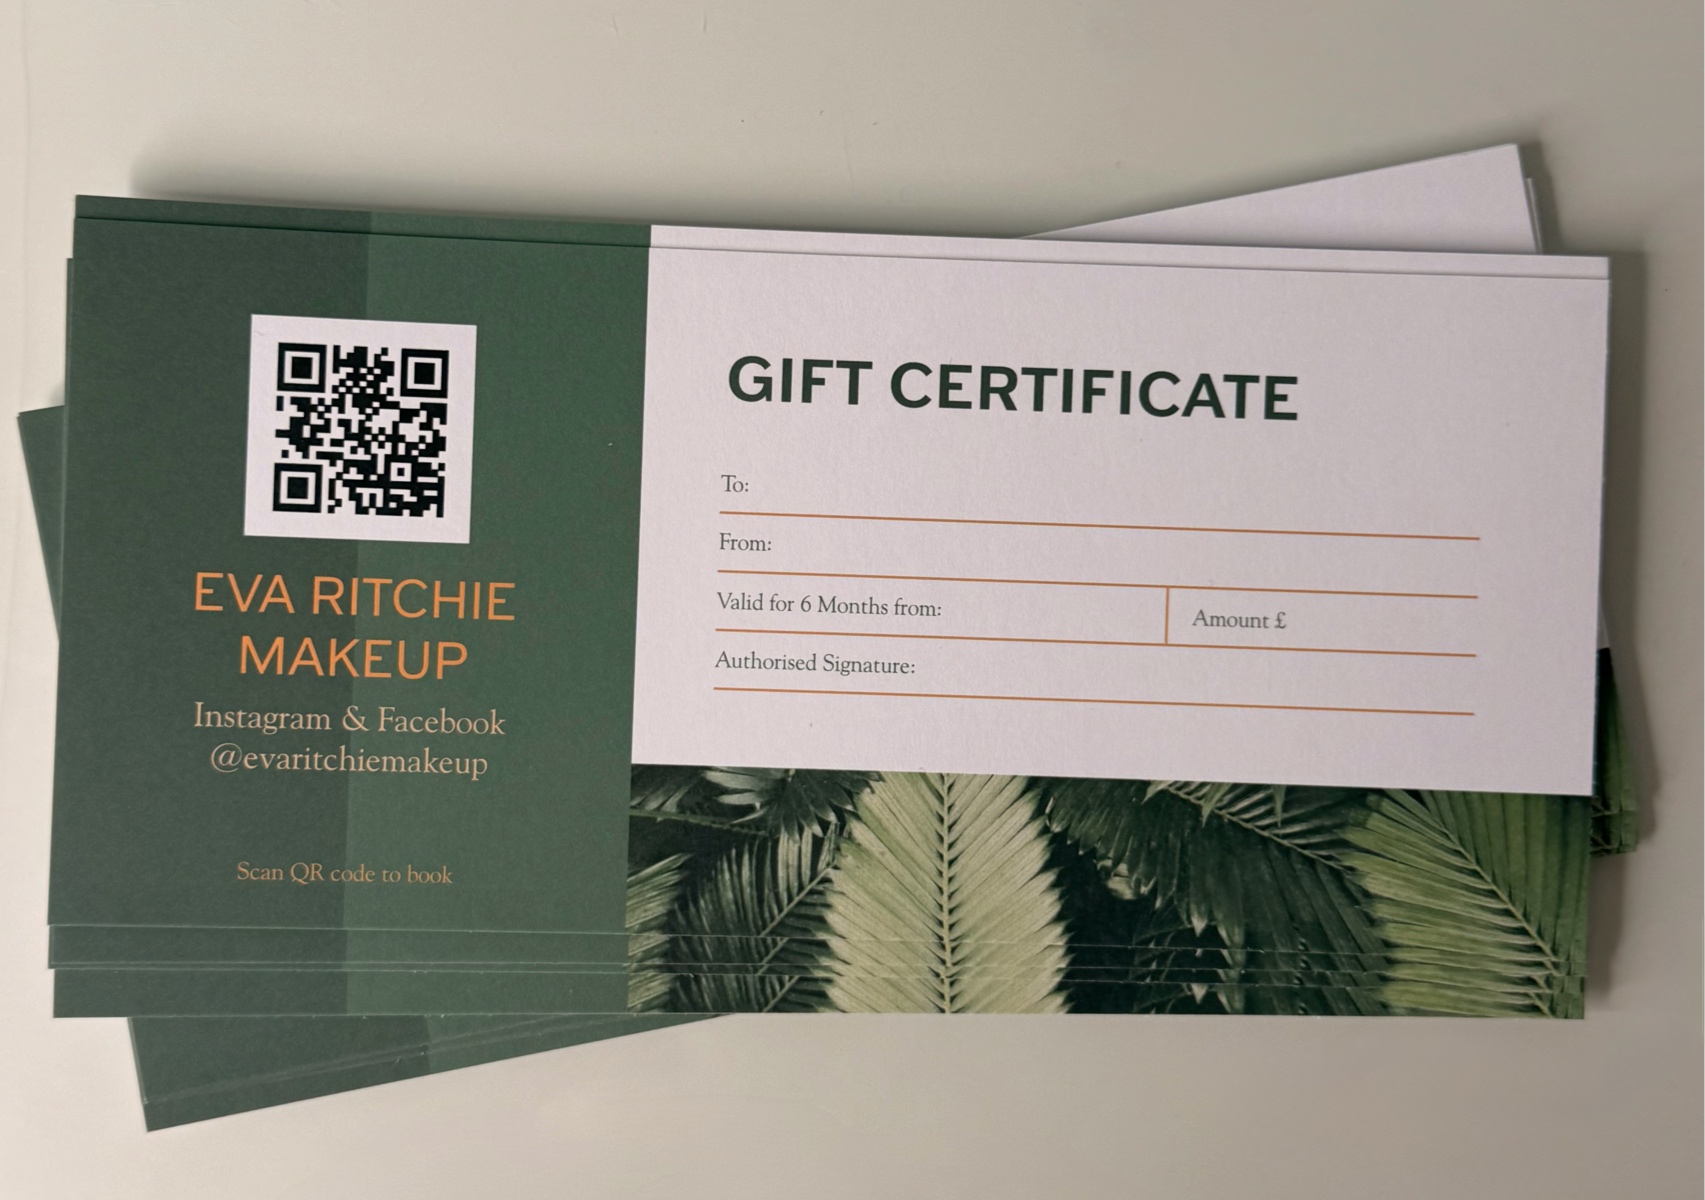 EVA RITCHIE
MAKEUP
Instagram & Facebook
@evaritchiemakeup
Scan QR code to book
GIFT CERTIFICATE
To:
From:
Valid for 6 Months from:
Amount £
Authorised Signature: